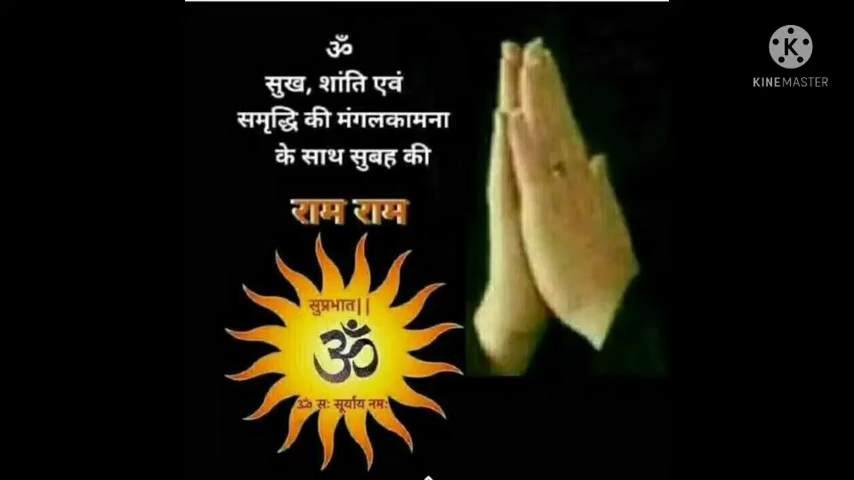 ॐ
सुख, शांति एवं
समृद्धि की मंगलकामना
के साथ सुबह की
राम राम
सुप्रभात||
ॐ
ॐ सः सूर्याय नमः
K
KINEMASTER